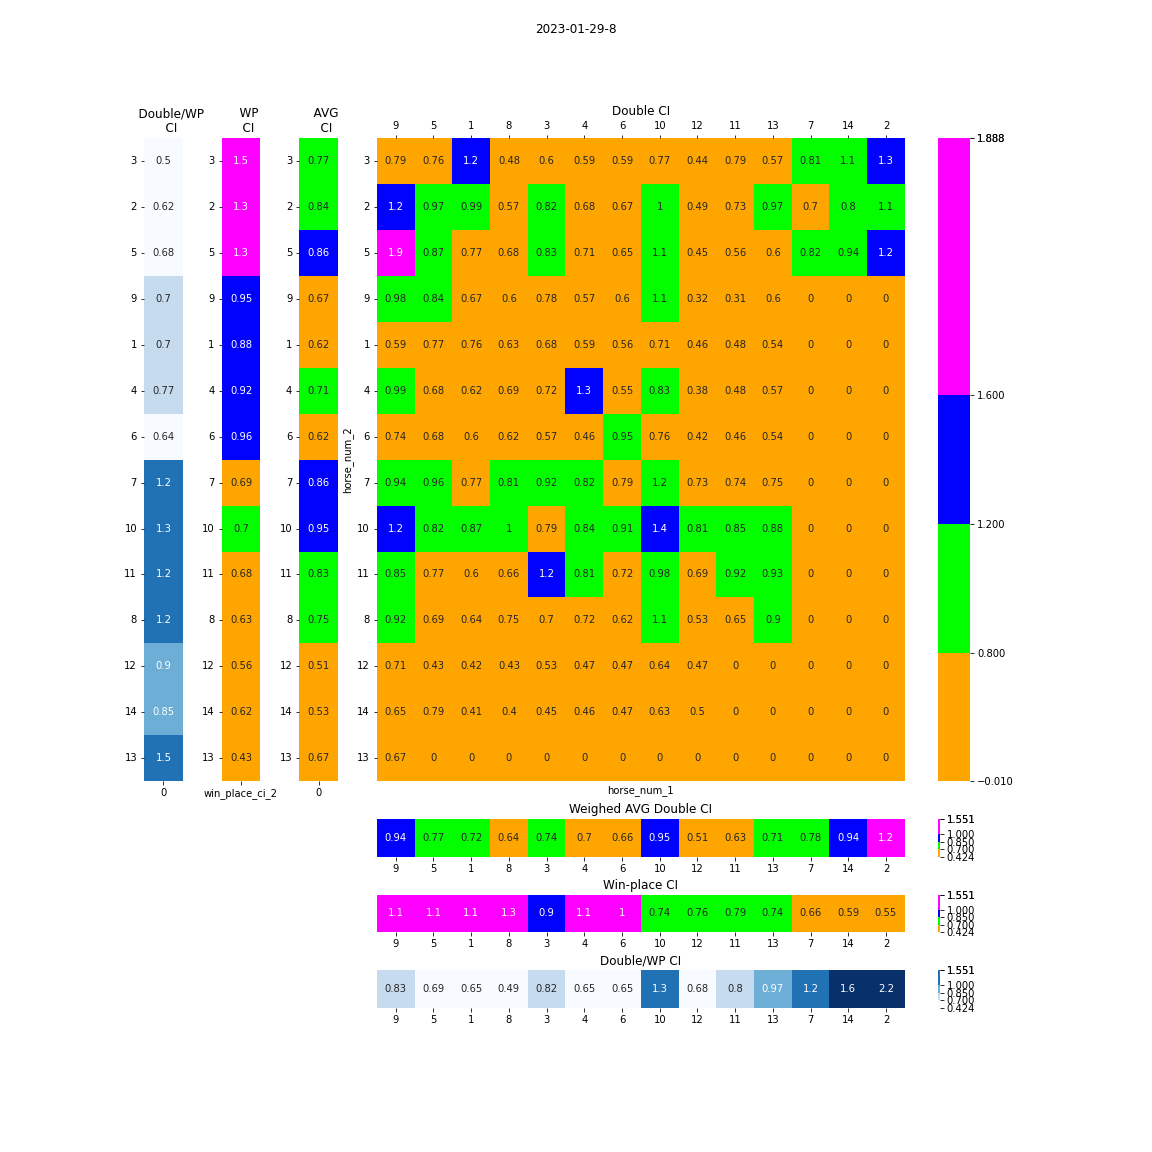 2023-01-29-8
Double/WP CI
WP CI
AVG CI
Double CI
9 5 1 8 3 4 6 10 12 11 13 7 14 2
3 0.5 3 1.5 3 0.77 3 0.79 0.76 1.2 0.48 0.6 0.59 0.59 0.77 0.44 0.79 0.57 0.81 1.1 1.3
2 0.62 2 1.3 2 0.84 2 1.2 0.97 0.99 0.57 0.82 0.68 0.67 1 0.49 0.73 0.97 0.7 0.8 1.1
5 0.68 5 1.3 5 0.86 5 1.9 0.87 0.77 0.68 0.83 0.71 0.65 1.1 0.45 0.56 0.6 0.82 0.94 1.2
9 0.7 9 0.95 9 0.67 9 0.98 0.84 0.67 0.6 0.78 0.57 0.6 1.1 0.32 0.31 0.6 0 0 0
1 0.7 1 0.88 1 0.62 1 0.59 0.77 0.76 0.63 0.68 0.59 0.56 0.71 0.46 0.48 0.54 0 0 0
4 0.77 4 0.92 4 0.71 4 0.99 0.68 0.62 0.69 0.72 1.3 0.55 0.83 0.38 0.48 0.57 0 0 0
6 0.64 6 0.96 6 0.62 6 0.74 0.68 0.6 0.62 0.57 0.46 0.95 0.76 0.42 0.46 0.54 0 0 0
7 1.2 7 0.69 7 0.86 7 0.94 0.96 0.77 0.81 0.92 0.82 0.79 1.2 0.73 0.74 0.75 0 0 0
10 1.3 10 0.7 10 0.95 10 1.2 0.82 0.87 1 0.79 0.84 0.91 1.4 0.81 0.85 0.88 0 0 0
11 1.2 11 0.68 11 0.83 11 0.85 0.77 0.6 0.66 1.2 0.81 0.72 0.98 0.69 0.92 0.93 0 0 0
8 1.2 8 0.63 8 0.75 8 0.92 0.69 0.64 0.75 0.7 0.72 0.62 1.1 0.53 0.65 0.9 0 0 0
12 0.9 12 0.56 12 0.51 12 0.71 0.43 0.42 0.43 0.53 0.47 0.47 0.64 0.47 0 0 0 0 0
14 0.85 14 0.62 14 0.53 14 0.65 0.79 0.41 0.4 0.45 0.46 0.47 0.63 0.5 0 0 0 0 0
13 1.5 13 0.43 13 0.67 13 0.67 0 0 0 0 0 0 0 0 0 0 0 0 0
horse_num_2
0 win_place_ci_2 0 horse_num_1
1.888
1.600
1.200
0.800
−0.010
Weighed AVG Double CI
0.94 0.77 0.72 0.64 0.74 0.7 0.66 0.95 0.51 0.63 0.71 0.78 0.94 1.2
9 5 1 8 3 4 6 10 12 11 13 7 14 2
1.551
1.000
0.850
0.700
0.424
Win-place CI
1.1 1.1 1.1 1.3 0.9 1.1 1 0.74 0.76 0.79 0.74 0.66 0.59 0.55
9 5 1 8 3 4 6 10 12 11 13 7 14 2
1.551
1.000
0.850
0.700
0.424
Double/WP CI
0.83 0.69 0.65 0.49 0.82 0.65 0.65 1.3 0.68 0.8 0.97 1.2 1.6 2.2
9 5 1 8 3 4 6 10 12 11 13 7 14 2
1.551
1.000
0.850
0.700
0.424